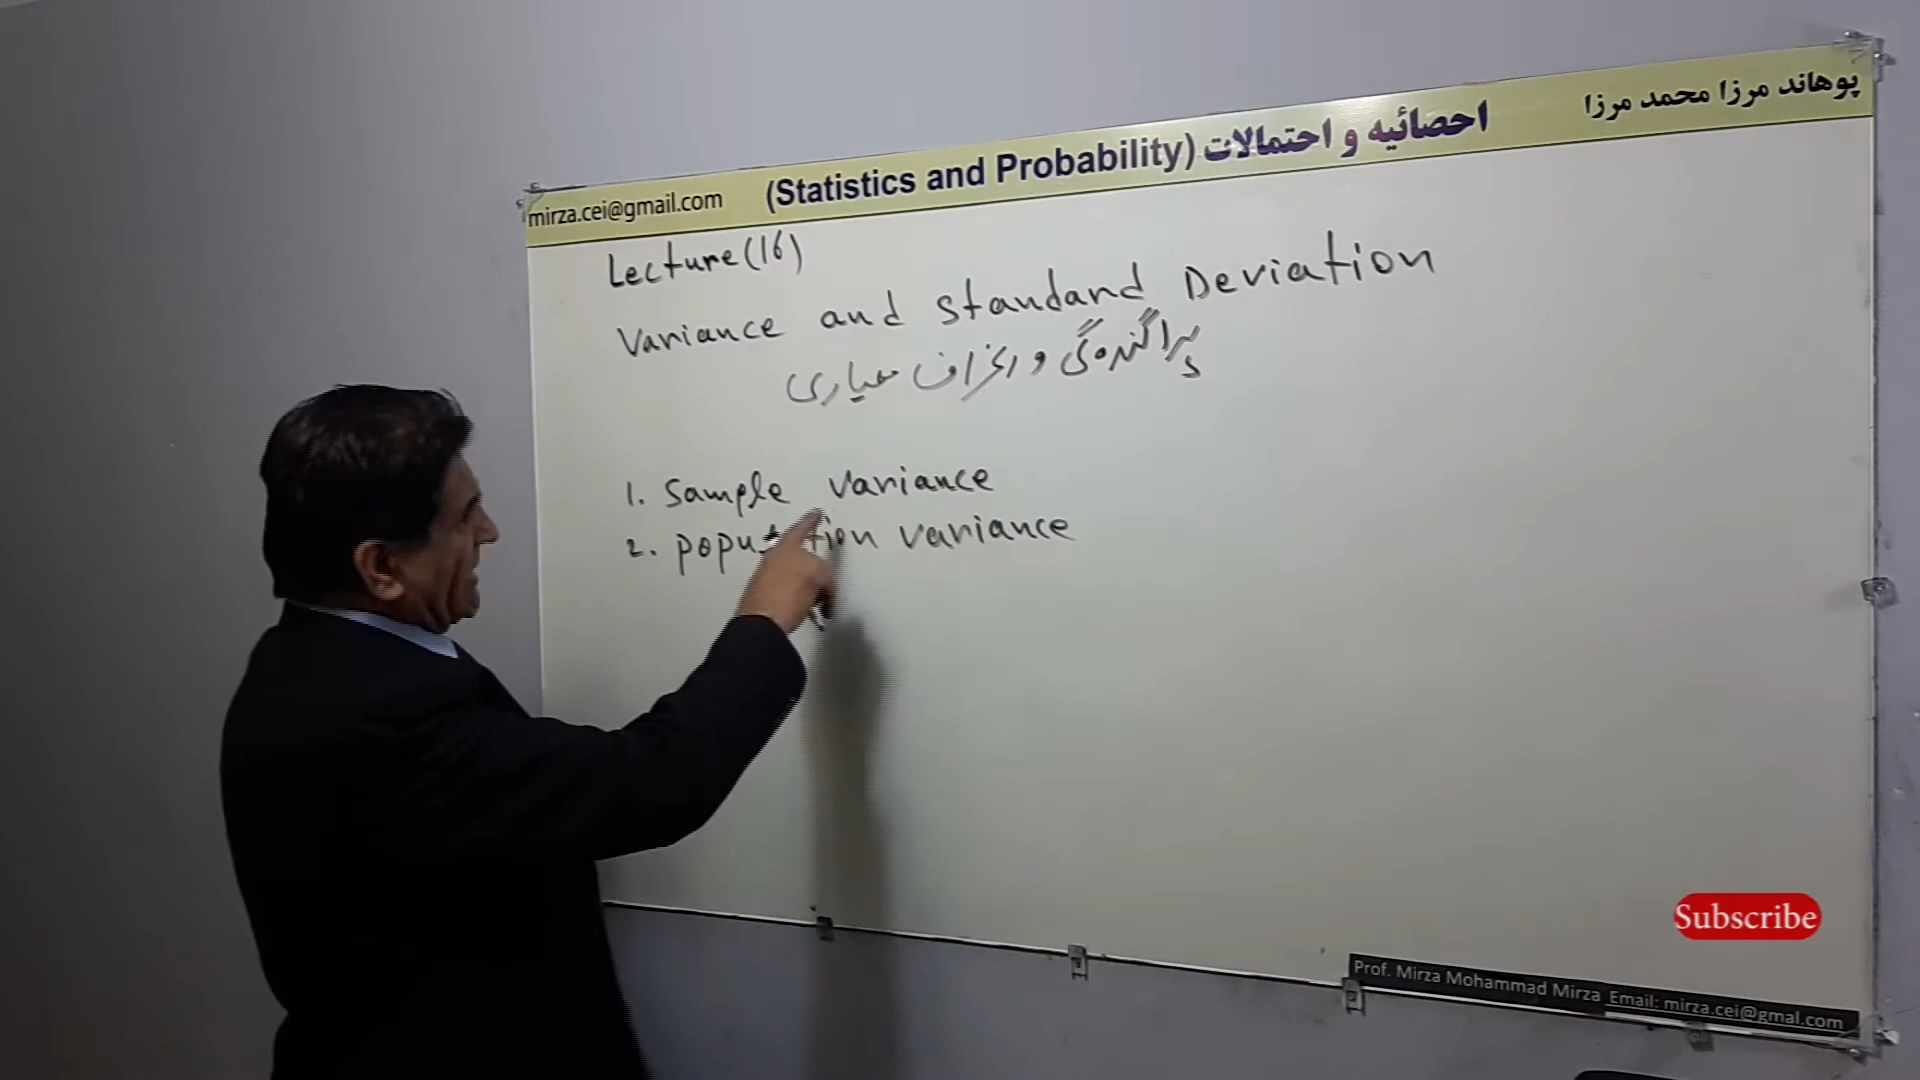 پوهاند مرزا محمد مرزا
احصائیه و احتمالات (Statistics and Probability)
mirza.cei@gmail.com
Lecture(16)
Variance and Standard Deviation
پراگندگی و انحراف معیاری
1. Sample Variance
2. population variance
Subscribe
Prof. Mirza Mohammad Mirza Email: mirza.cei@gmal.com